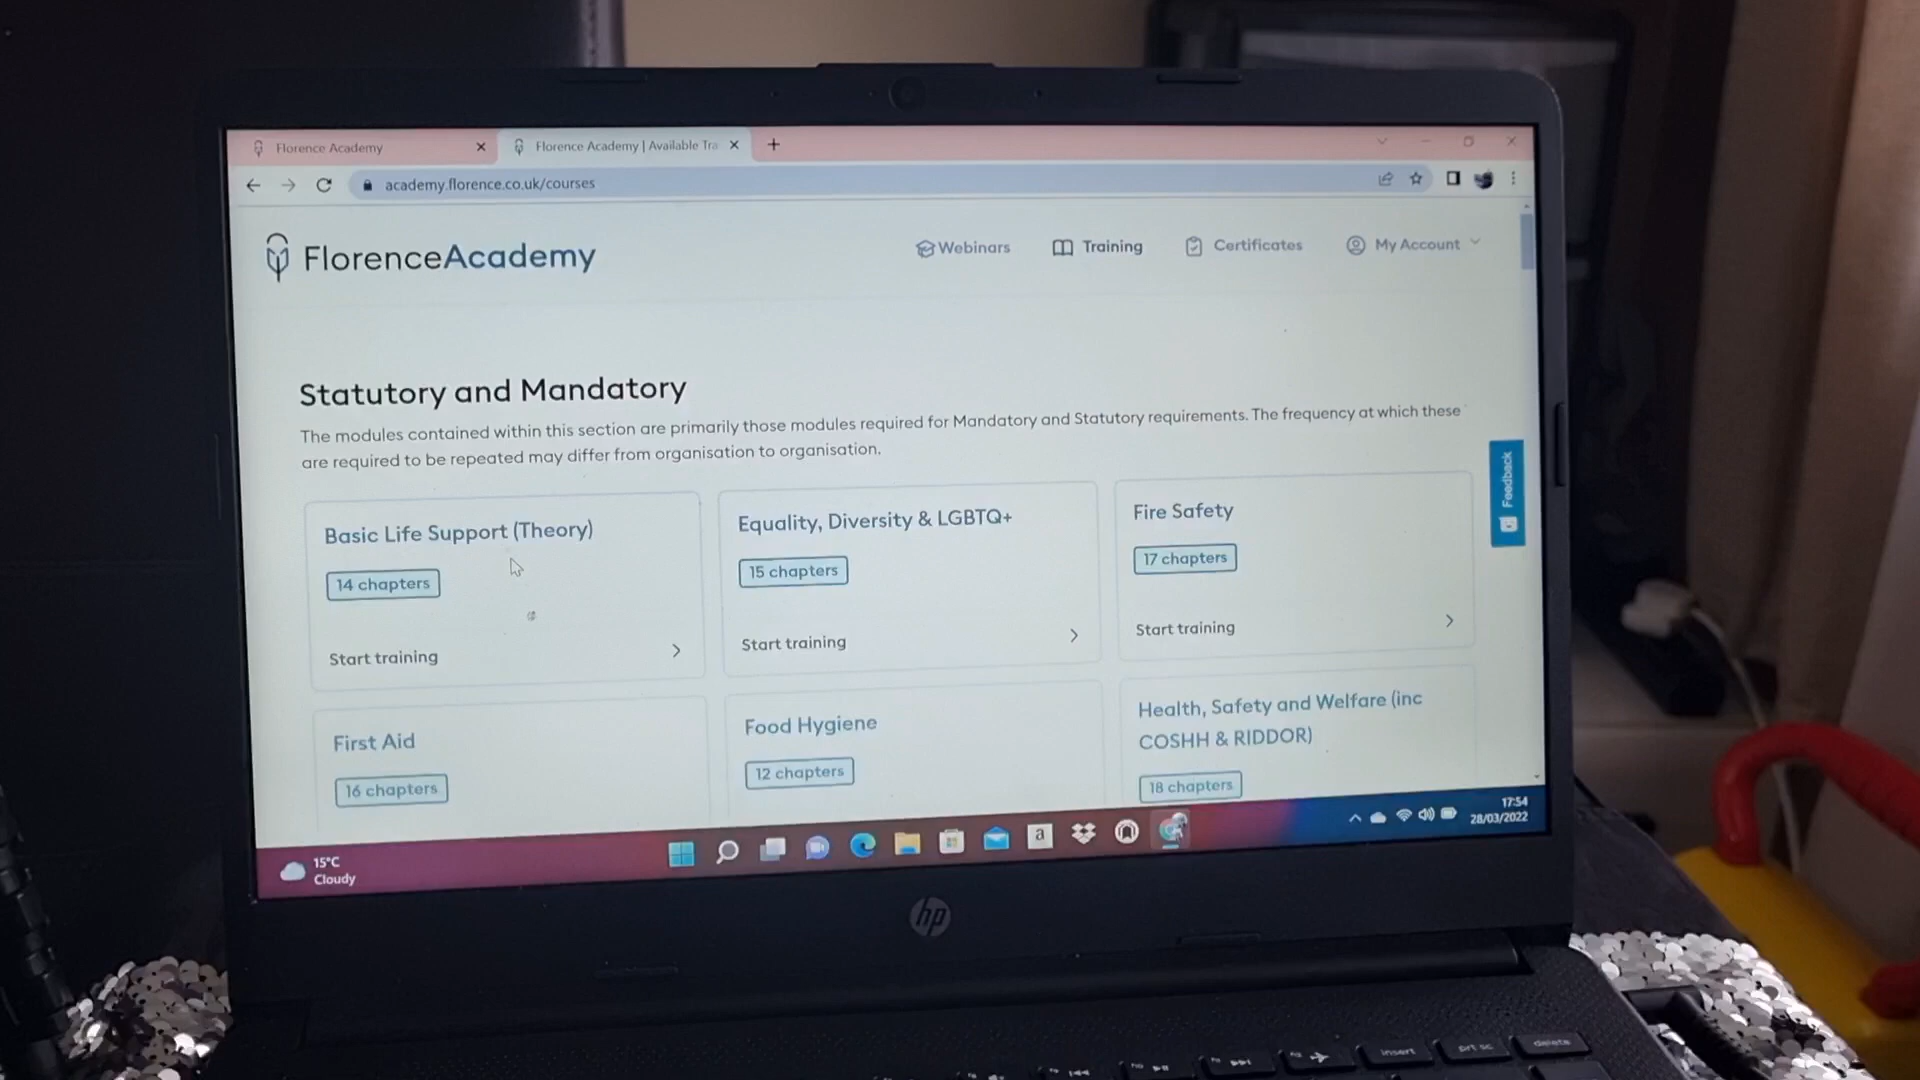 Florence Academy
Florence Academy | Available Tra
academy.florence.co.uk/courses
FlorenceAcademy
Webinars
Training
Certificates
My Account
Statutory and Mandatory
The modules contained within this section are primarily those modules required for Mandatory and Statutory requirements. The frequency at which these
are required to be repeated may differ from organisation to organisation.
Feedback
Basic Life Support (Theory)
14 chapters
Start training
Equality, Diversity & LGBTQ+
15 chapters
Start training
Fire Safety
17 chapters
Start training
First Aid
16 chapters
Food Hygiene
12 chapters
Health, Safety and Welfare (inc
COSHH & RIDDOR)
18 chapters
15°C
Cloudy
a
17:54
28/03/2022
hp
insert
prt sc
delete